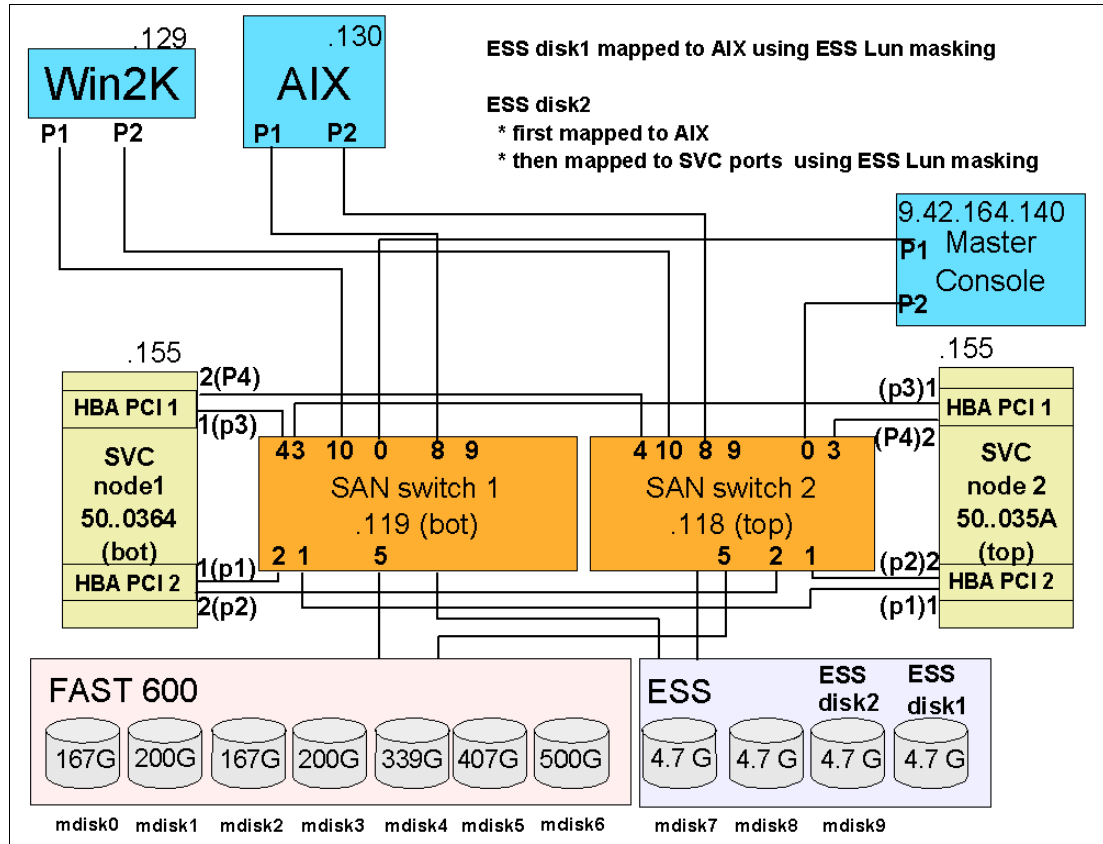 .129
Win2K
P1 P2
.130
AIX
P1 P2
ESS disk1 mapped to AIX using ESS Lun masking
ESS disk2
* first mapped to AIX
* then mapped to SVC ports using ESS Lun masking
9.42.164.140
P1 Master
Console
P2
.155
2(P4)
HBA PCI 1
1(p3)
SVC
node1
50..0364
(bot)
1(p1)
HBA PCI 2
2(p2)
4 3 10 0 8 9
SAN switch 1
.119 (bot)
2 1 5
4 10 8 9 0 3
SAN switch 2
.118 (top)
5 2 1
.155
(p3)1
HBA PCI 1
(P4)2
SVC
node 2
50..035A
(top)
(p2)2
HBA PCI 2
(p1)1
FAST 600
167G 200G 167G 200G 339G 407G 500G
mdisk0 mdisk1 mdisk2 mdisk3 mdisk4 mdisk5 mdisk6
ESS
ESS
disk2
ESS
disk1
4.7 G 4.7 G 4.7 G 4.7 G
mdisk7 mdisk8 mdisk9